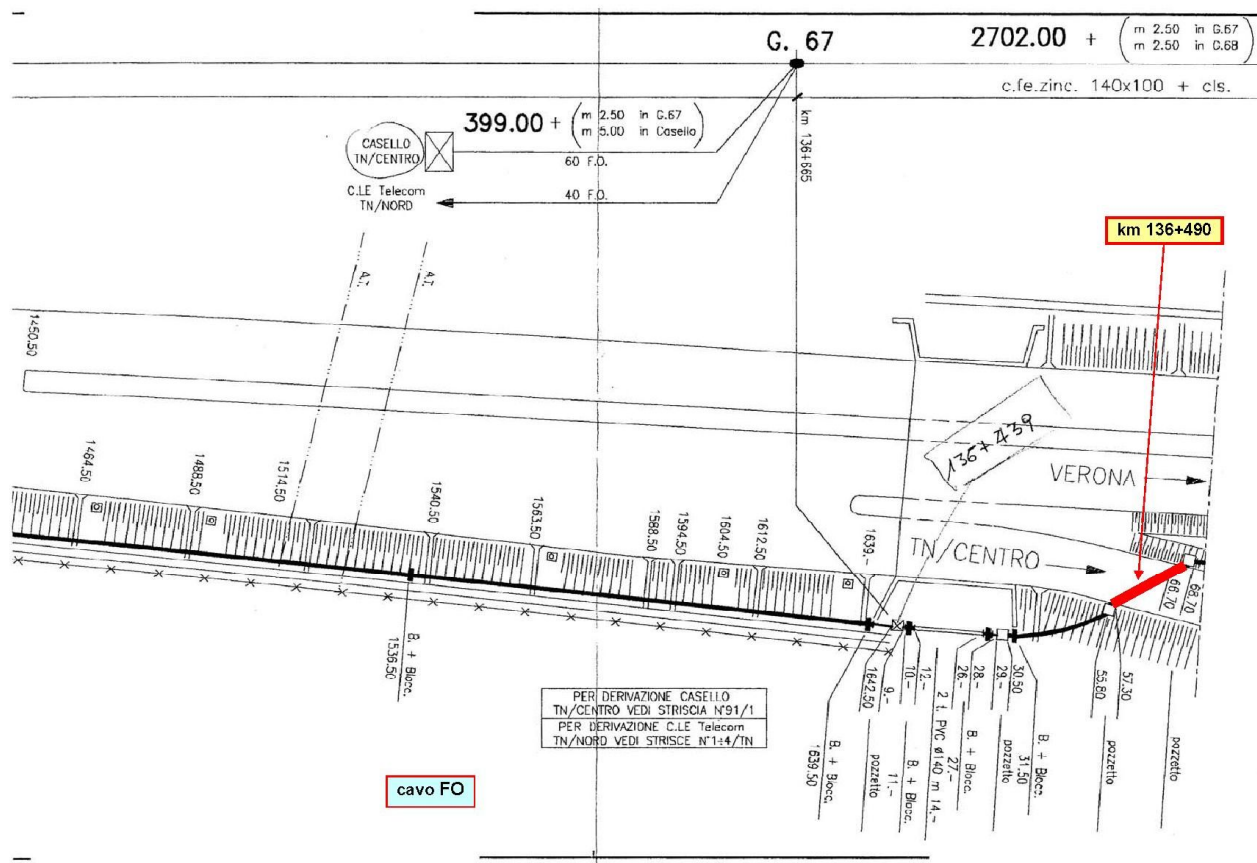 G. 67
2702.00 + (m 2.50 in G.67
m 2.50 in G.68)
c.fe.zinc. 140x100 + cls.
399.00 + (m 2.50 in G.67
m 5.00 in Casello)
CASELLO
TN/CENTRO
60 F.O.
C.LE Telecom
TN/NORD
40 F.O.
km 136+665
km 136+490
A.T.
A.T.
1450.50
136+439
VERONA
TN/CENTRO
1464.50
1488.50
1514.50
1540.50
1563.50
1588.50
1594.50
1604.50
1612.50
1639.-
66.70
68.70
1536.50
B. + Blocc.
1639.50
B. + Blocc.
1642.50
pozzetto
9.-
10.-
11.-
B. + Blocc.
12.-
2 t. PVC ø140 m 14.-
26.-
27.-
B. + Blocc.
28.-
29.-
pozzetto
30.50
31.50
B. + Blocc.
55.80
pozzetto
57.30
pozzetto
PER DERIVAZIONE CASELLO
TN/CENTRO VEDI STRISCIA N°91/1
PER DERIVAZIONE C.LE Telecom
TN/NORD VEDI STRISCE N°1÷4/TN
cavo FO